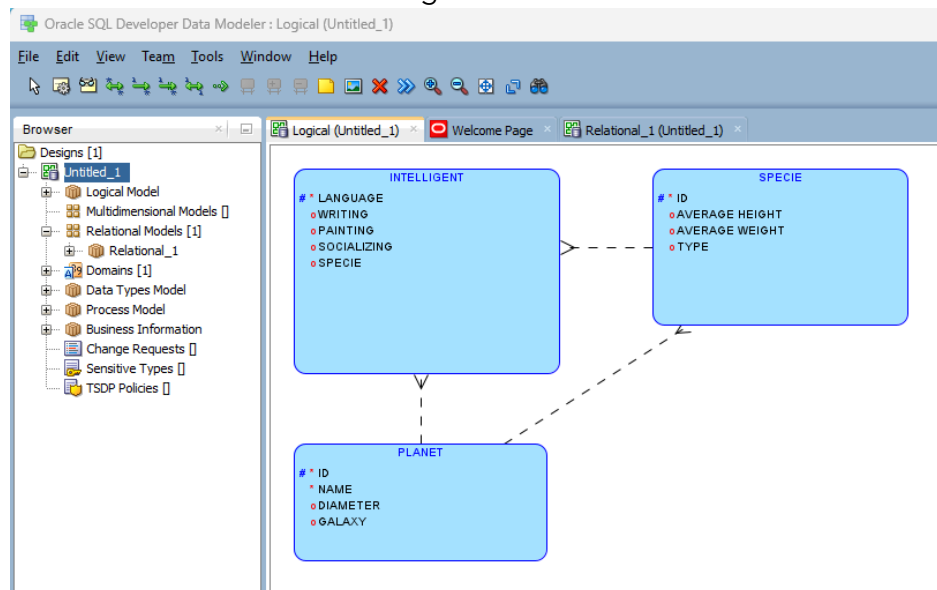 Oracle SQL Developer Data Modeler : Logical (Untitled_1)
File Edit View Team Tools Window Help
Browser
Designs [1]
Untitled_1
Logical Model
Multidimensional Models []
Relational Models [1]
Relational_1
Domains [1]
Data Types Model
Process Model
Business Information
Change Requests []
Sensitive Types []
TSDP Policies []
Logical (Untitled_1) Welcome Page Relational_1 (Untitled_1)
INTELLIGENT
# * LANGUAGE
o WRITING
o PAINTING
o SOCIALIZING
o SPECIE
SPECIE
# * ID
o AVERAGE HEIGHT
o AVERAGE WEIGHT
o TYPE
PLANET
# * ID
* NAME
o DIAMETER
o GALAXY